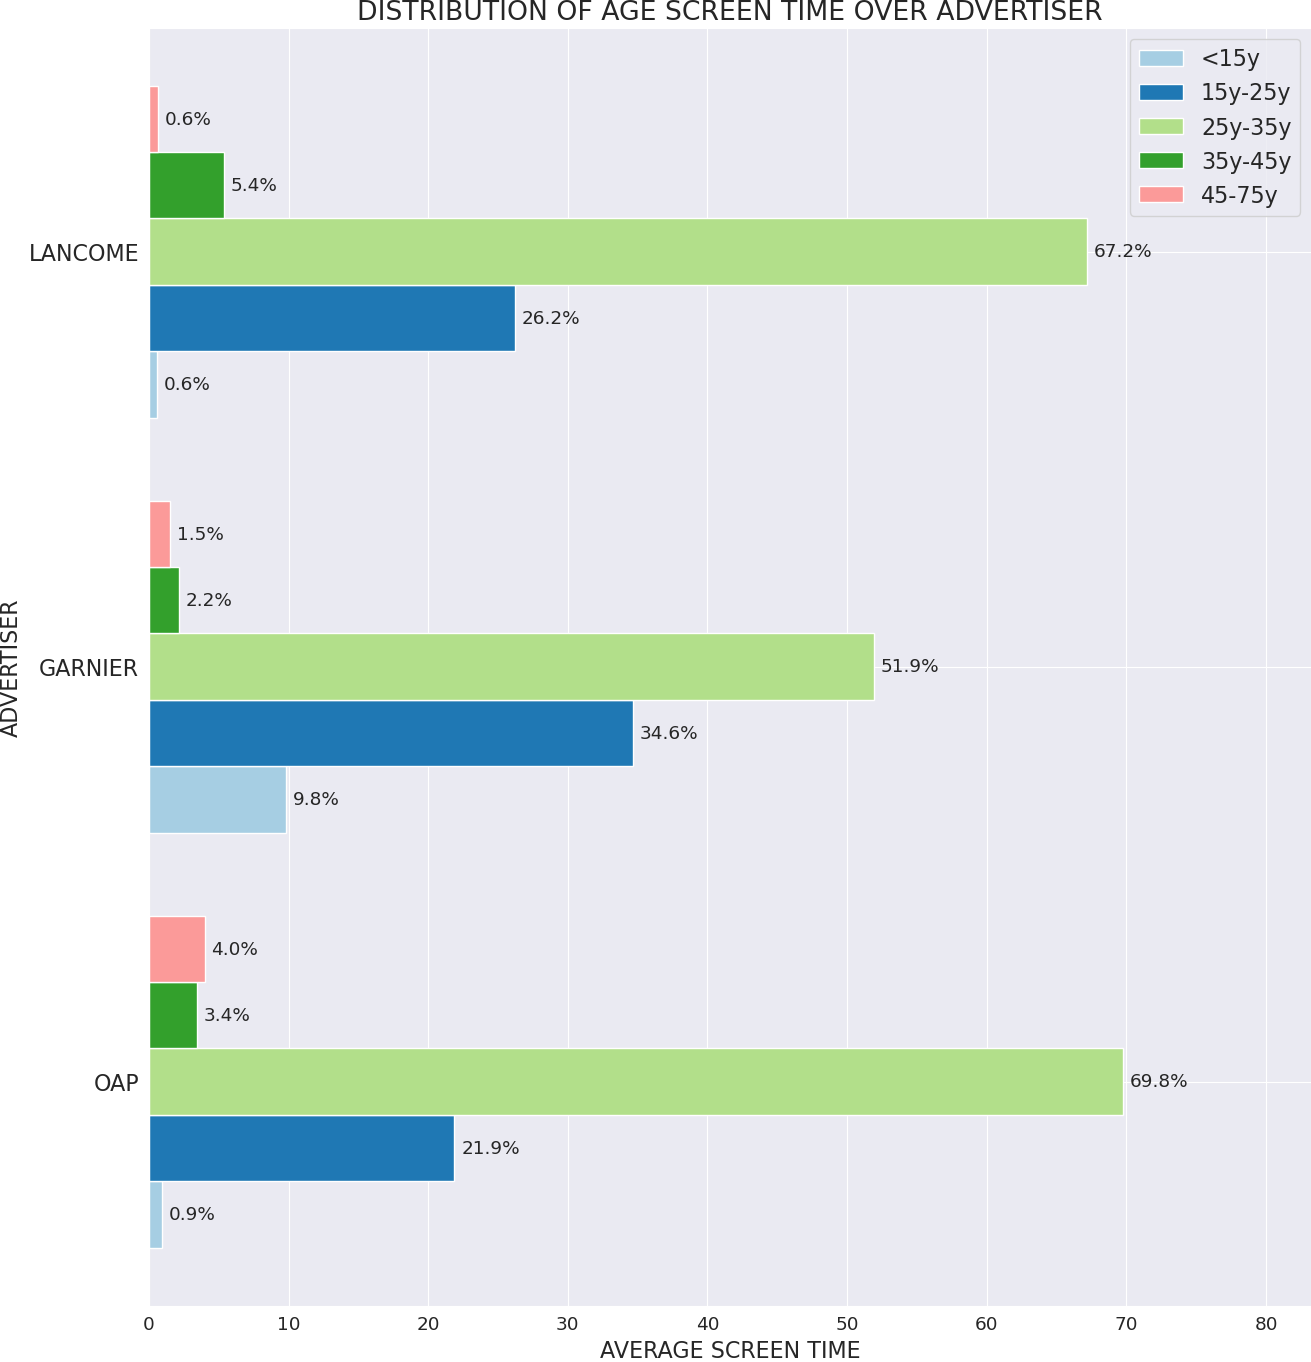 DISTRIBUTION OF AGE SCREEN TIME OVER ADVERTISER
<15y
15y-25y
25y-35y
35y-45y
45-75y
0.6%
5.4%
LANCOME
67.2%
26.2%
0.6%
1.5%
2.2%
GARNIER
51.9%
34.6%
9.8%
ADVERTISER
4.0%
3.4%
OAP
69.8%
21.9%
0.9%
0 10 20 30 40 50 60 70 80
AVERAGE SCREEN TIME